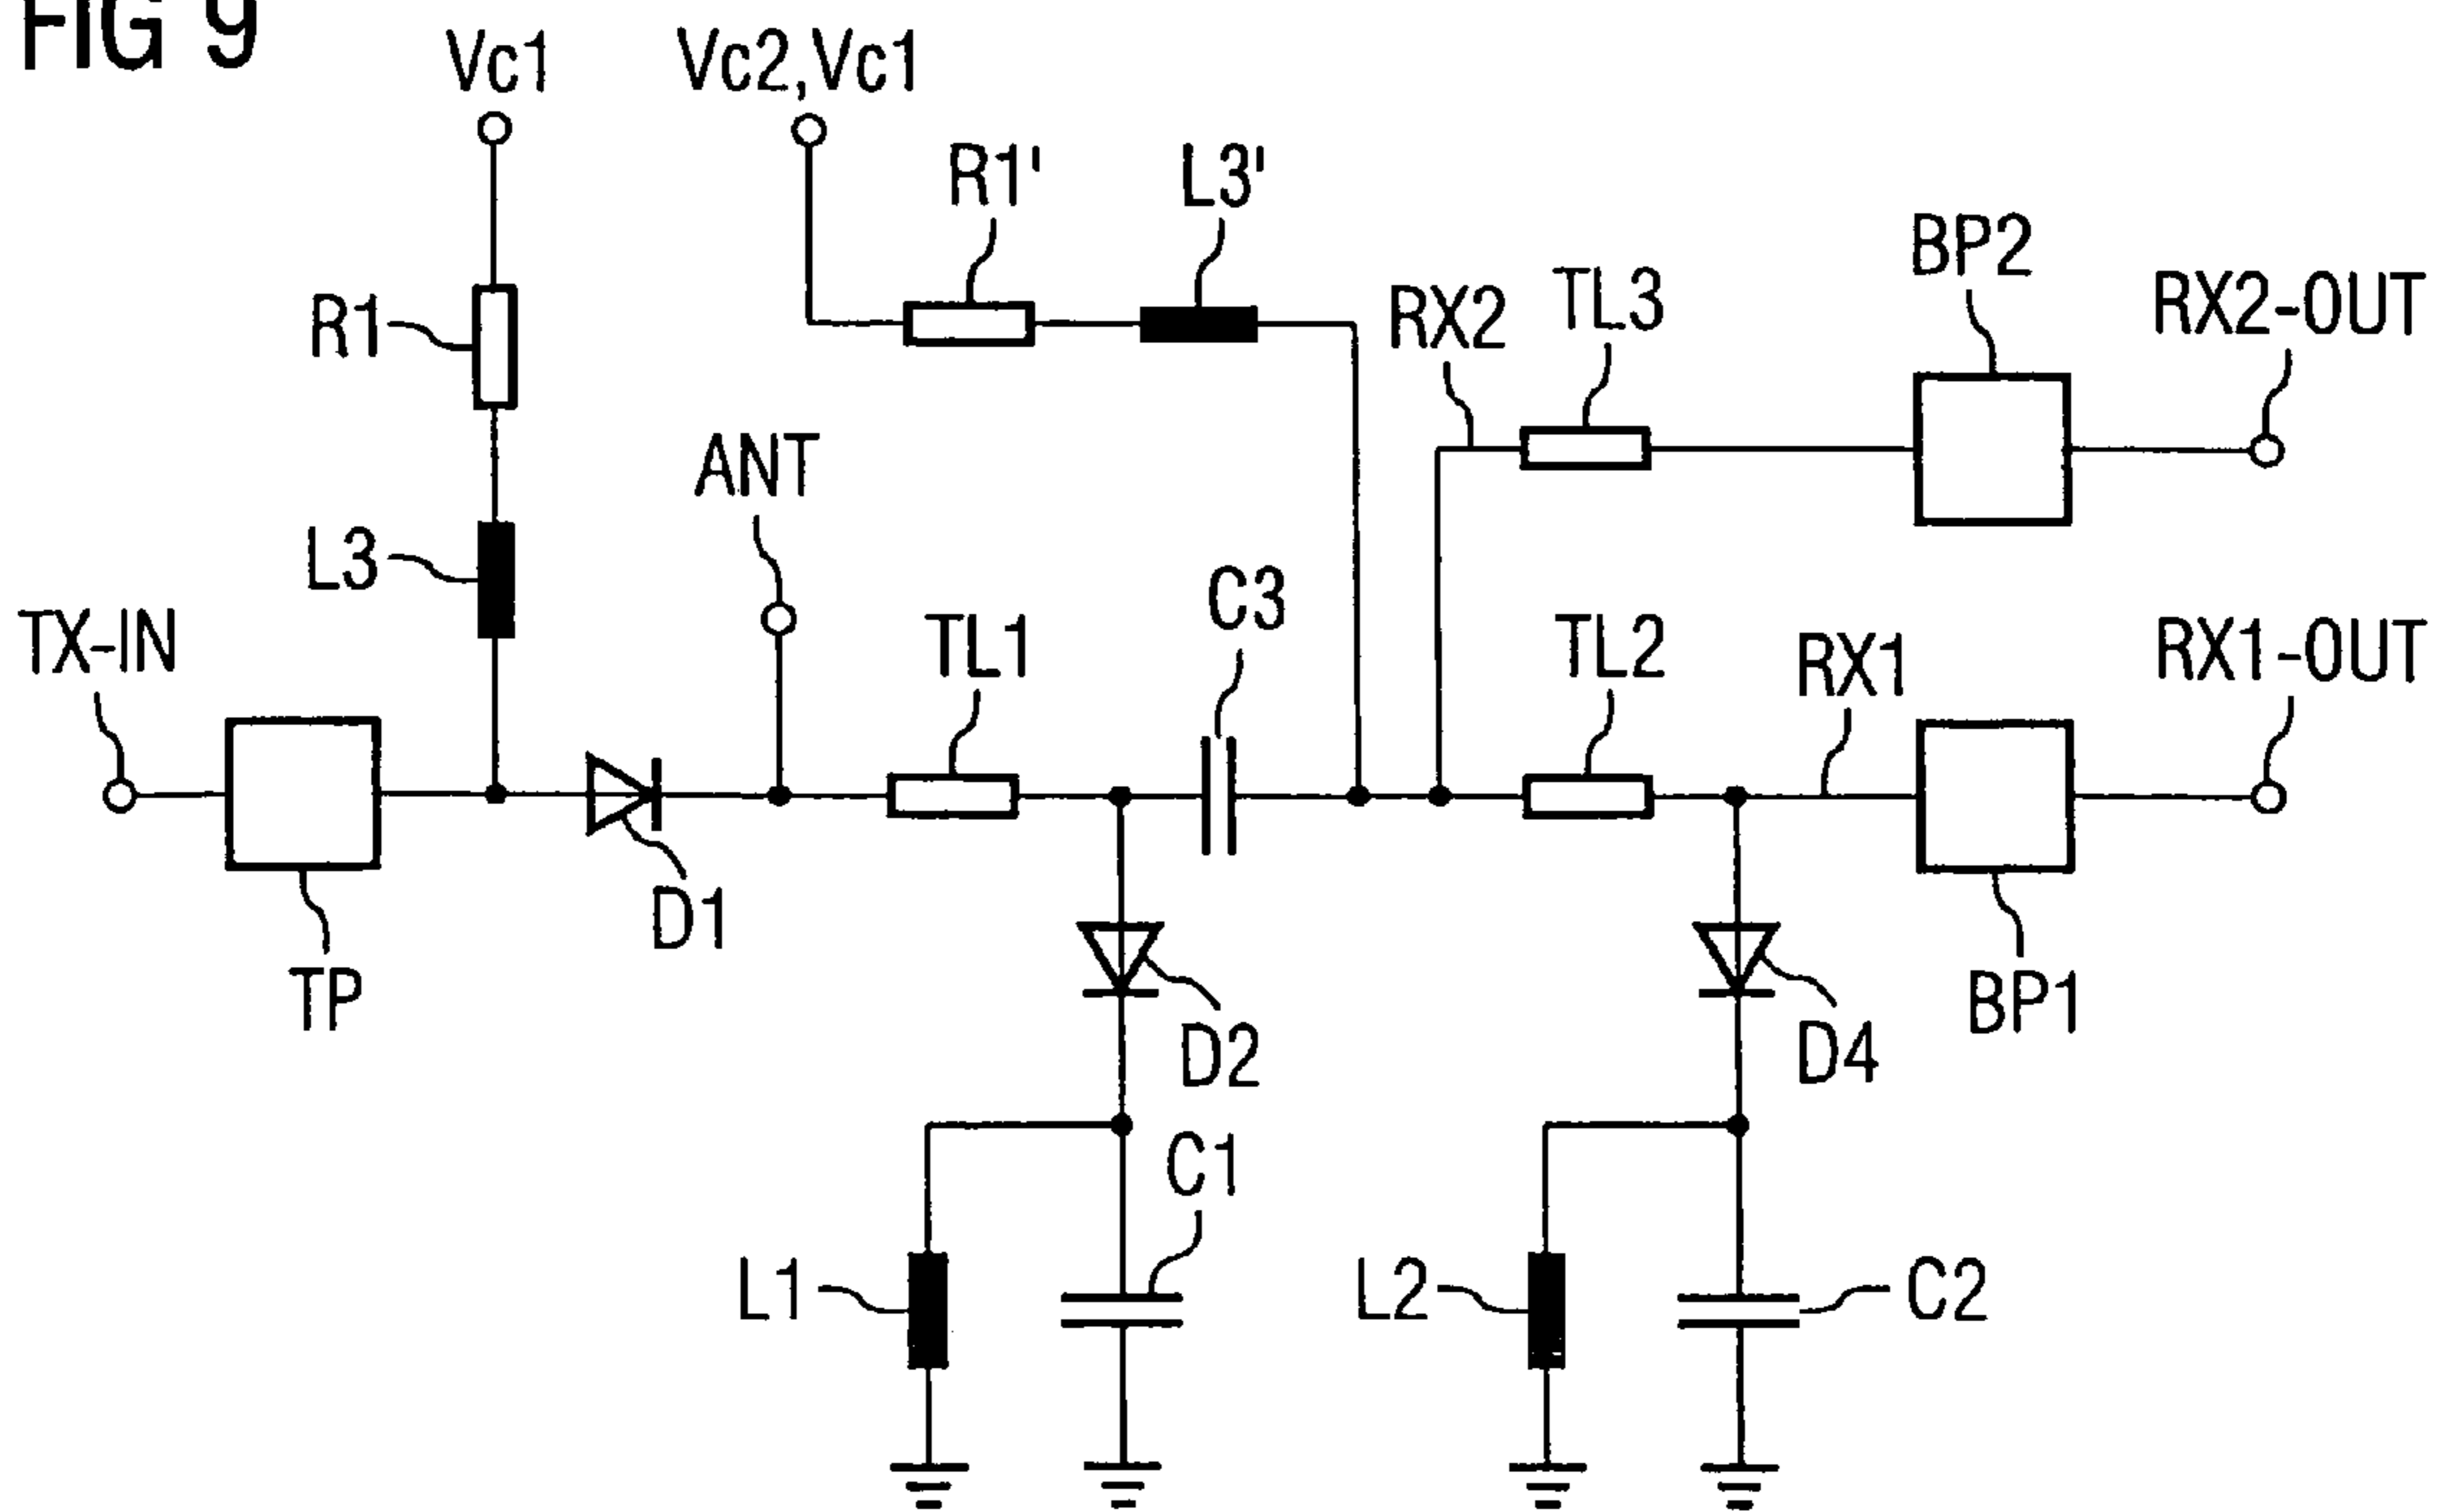 FIG 9
Vc1
Vc2,Vc1
R1'
L3'
BP2
RX2
TL3
RX2-OUT
R1
ANT
L3
C3
TX-IN
TL1
TL2
RX1
RX1-OUT
D1
TP
D2
D4
BP1
C1
L1
L2
C2